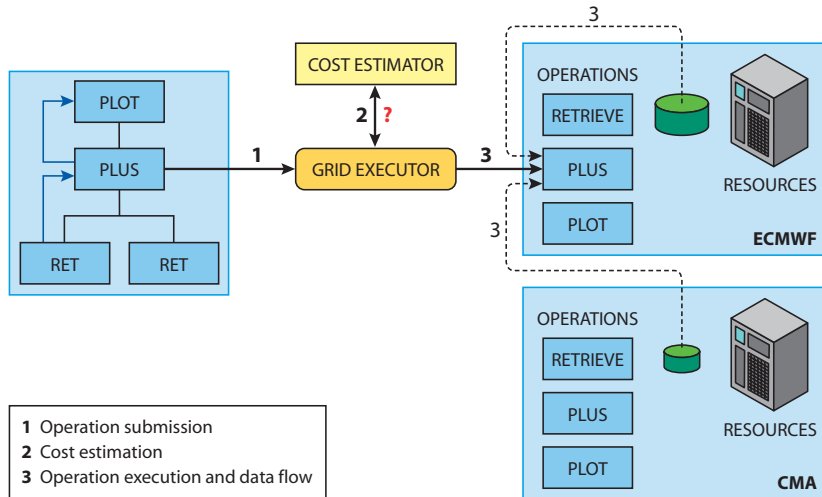 PLOT
PLUS
RET
RET
1
COST ESTIMATOR
2
?
GRID EXECUTOR
3
3
OPERATIONS
RETRIEVE
PLUS
PLOT
RESOURCES
ECMWF
3
OPERATIONS
RETRIEVE
PLUS
PLOT
RESOURCES
CMA
1 Operation submission
2 Cost estimation
3 Operation execution and data flow